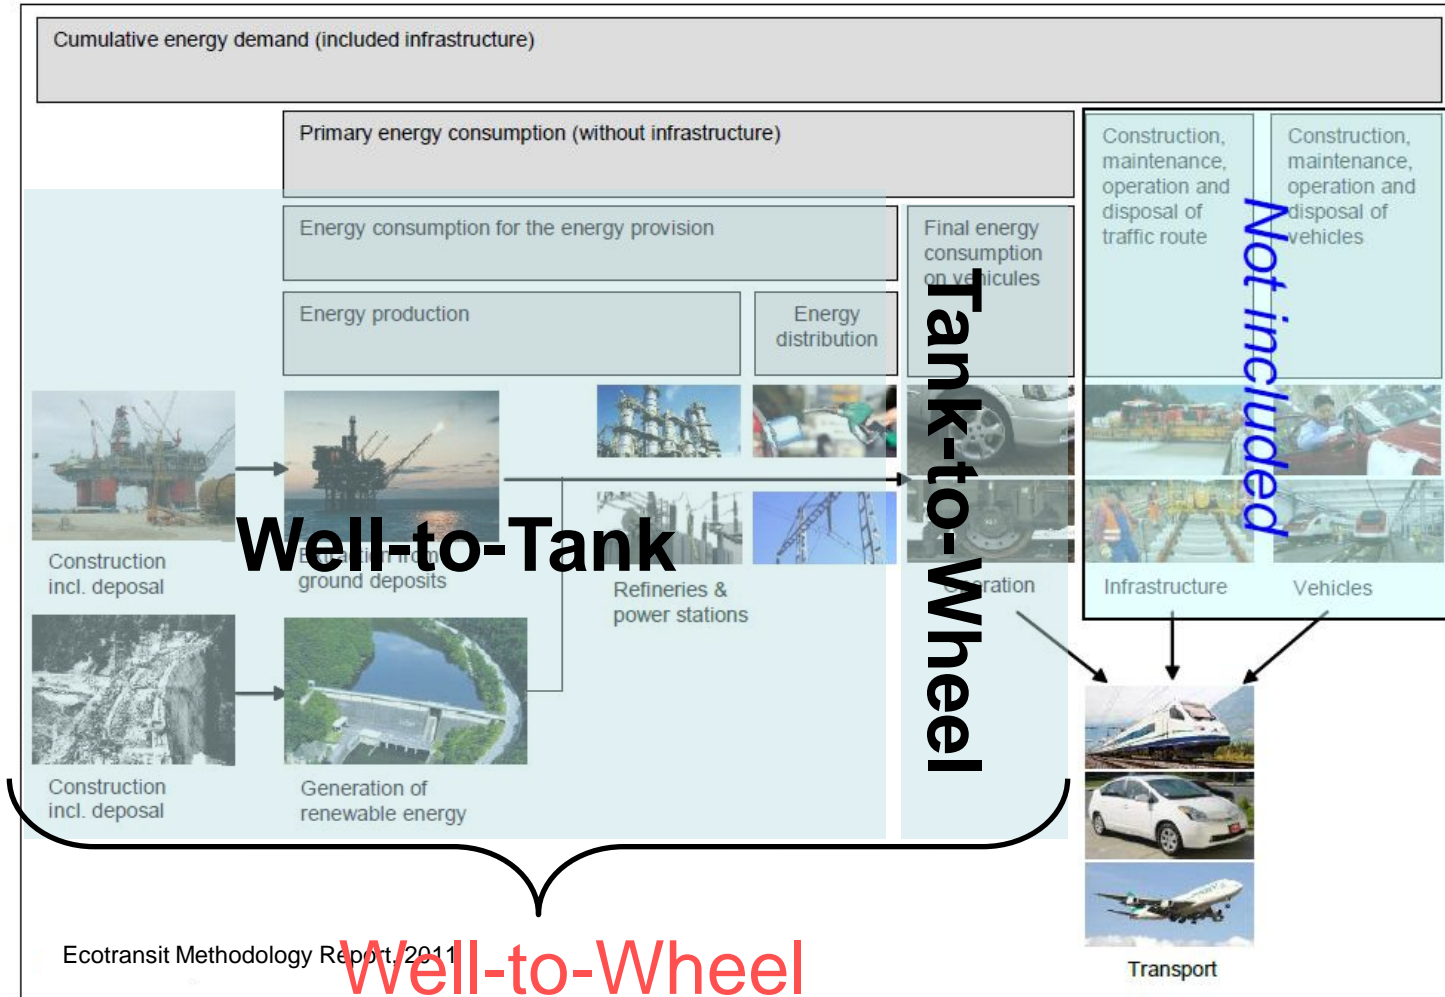 Cumulative energy demand (included infrastructure)
Primary energy consumption (without infrastructure)
Construction,
maintenance,
operation and
disposal of
traffic route
Construction,
maintenance,
operation and
disposal of
vehicles
Energy consumption for the energy provision
Final energy
consumption
on vehicules
Energy production
Energy
distribution
Not included
Tank-to-Wheel
Well-to-Tank
Construction
incl. deposal
Extraction from
ground deposits
Refineries &
power stations
Operation
Infrastructure
Vehicles
Construction
incl. deposal
Generation of
renewable energy
Ecotransit Methodology Report, 2011
Well-to-Wheel
Transport